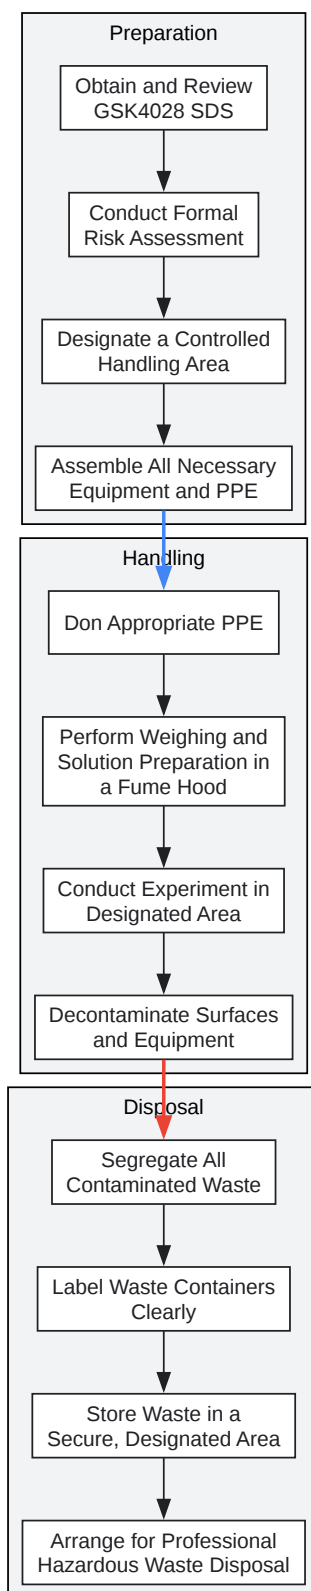 Preparation
Obtain and Review
GSK4028 SDS
Conduct Formal
Risk Assessment
Designate a Controlled
Handling Area
Assemble All Necessary
Equipment and PPE
Handling
Don Appropriate PPE
Perform Weighing and
Solution Preparation in
a Fume Hood
Conduct Experiment in
Designated Area
Decontaminate Surfaces
and Equipment
Disposal
Segregate All
Contaminated Waste
Label Waste Containers
Clearly
Store Waste in a
Secure, Designated Area
Arrange for Professional
Hazardous Waste Disposal